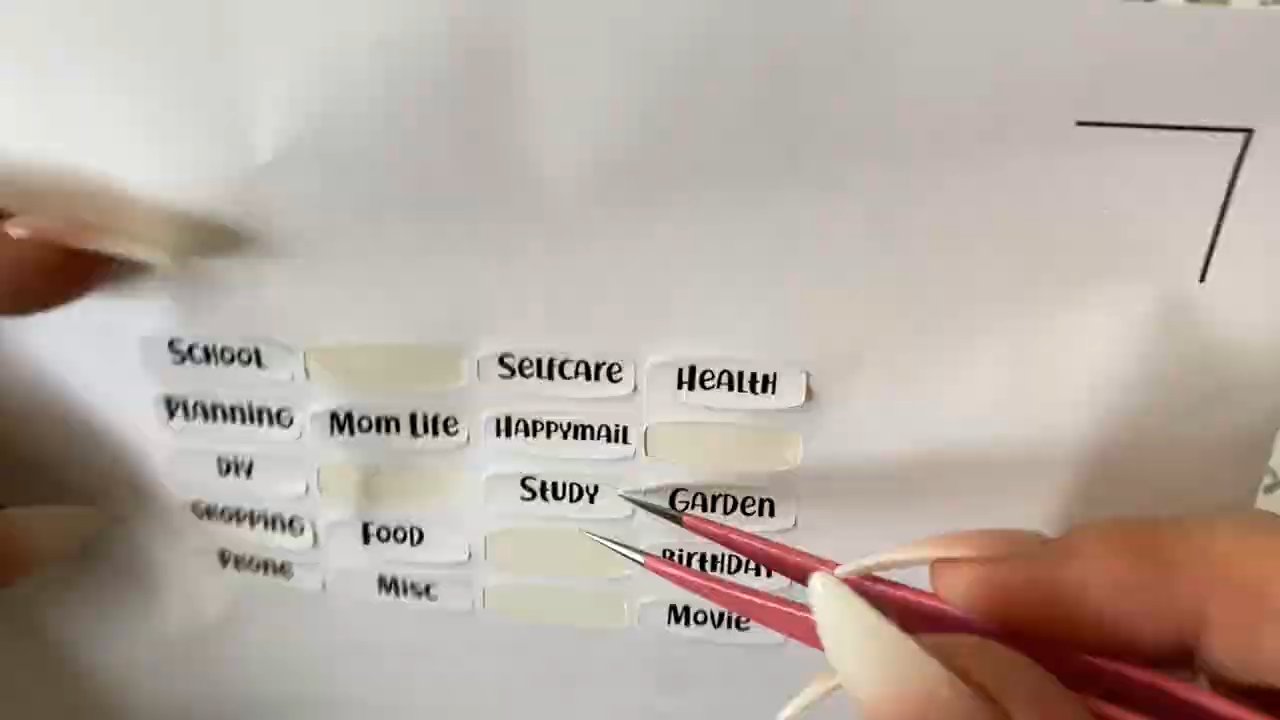 School Selfcare Health
Planning Mom Life Happymail
DIY Study Garden
Shopping Food Birthday
Phone Misc Movie